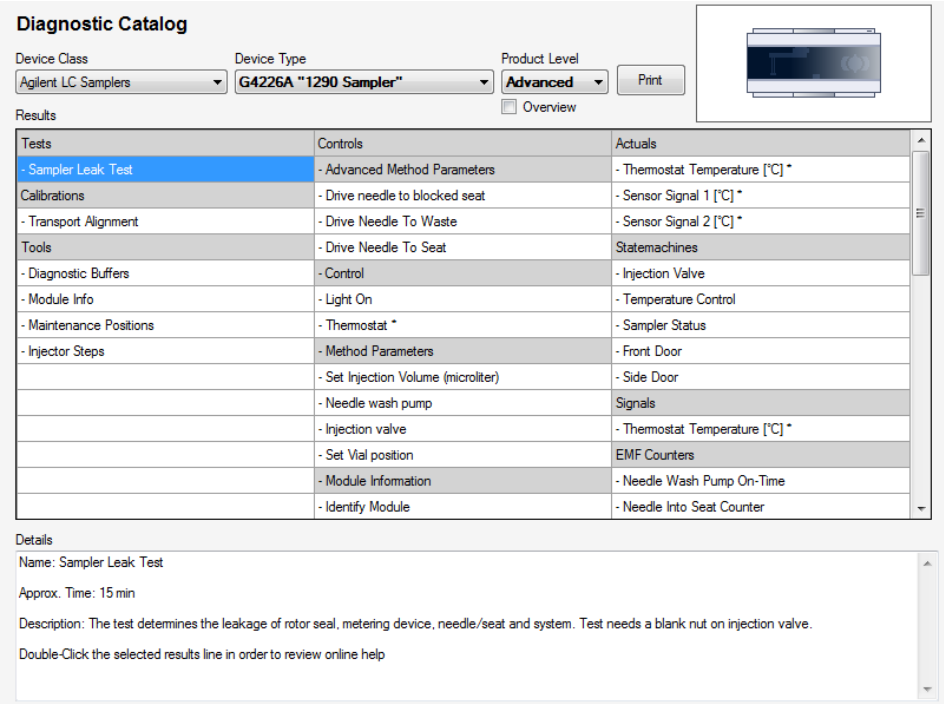 Diagnostic Catalog
Device Class
Device Type
Product Level
Agilent LC Samplers
G4226A "1290 Sampler"
Advanced
Print
Overview
Results
Tests Controls Actuals
- Sampler Leak Test - Advanced Method Parameters - Thermostat Temperature [°C] *
Calibrations - Drive needle to blocked seat - Sensor Signal 1 [°C] *
- Transport Alignment - Drive Needle To Waste - Sensor Signal 2 [°C] *
Tools - Drive Needle To Seat Statemachines
- Diagnostic Buffers - Control - Injection Valve
- Module Info - Light On - Temperature Control
- Maintenance Positions - Thermostat * - Sampler Status
- Injector Steps - Method Parameters - Front Door
- Set Injection Volume (microliter) - Side Door
- Needle wash pump Signals
- Injection valve - Thermostat Temperature [°C] *
- Set Vial position EMF Counters
- Module Information - Needle Wash Pump On-Time
- Identify Module - Needle Into Seat Counter
Details
Name: Sampler Leak Test
Approx. Time: 15 min
Description: The test determines the leakage of rotor seal, metering device, needle/seat and system. Test needs a blank nut on injection valve.
Double-Click the selected results line in order to review online help